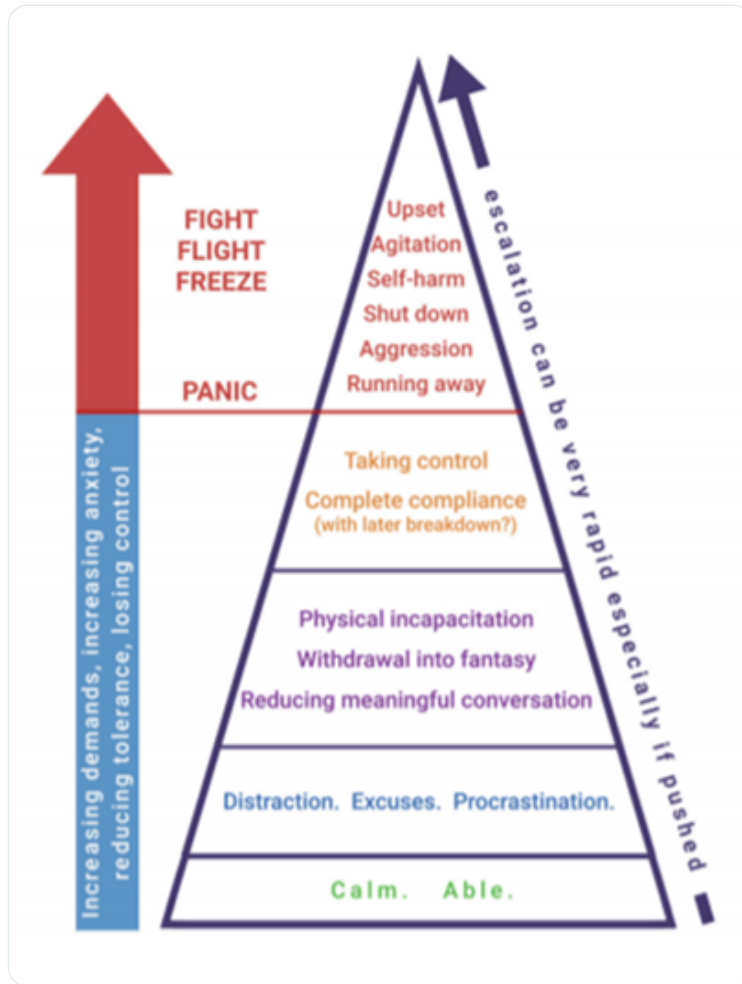 FIGHT
FLIGHT
FREEZE
PANIC
Increasing demands, increasing anxiety,
reducing tolerance, losing control
Upset
Agitation
Self-harm
Shut down
Aggression
Running away
Taking control
Complete compliance
(with later breakdown?)
Physical incapacitation
Withdrawal into fantasy
Reducing meaningful conversation
Distraction. Excuses. Procrastination.
Calm. Able.
escalation can be very rapid especially if pushed